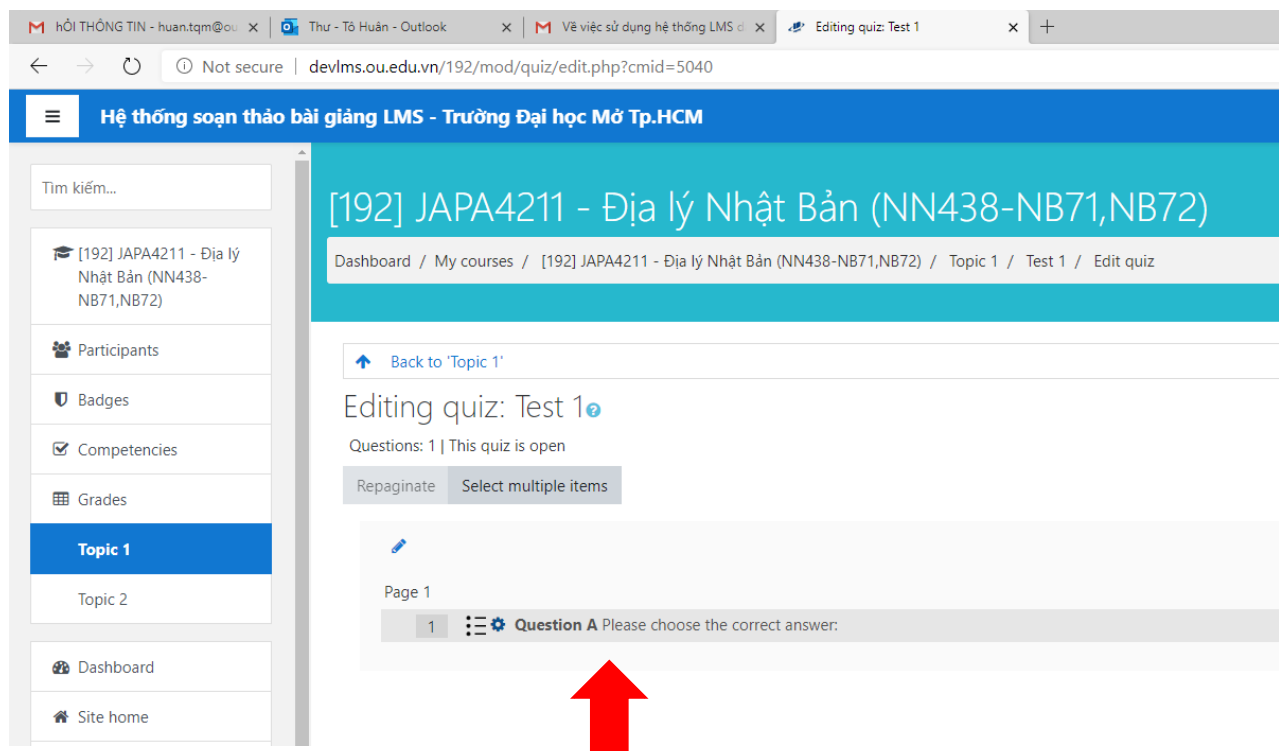 hỎI THÔNG TIN - huan.tqm@ou
Thư - Tô Huân - Outlook
Về việc sử dụng hệ thống LMS d
Editing quiz: Test 1
Not secure | devlms.ou.edu.vn/192/mod/quiz/edit.php?cmid=5040
Hệ thống soạn thảo bài giảng LMS - Trường Đại học Mở Tp.HCM
Tìm kiếm...
[192] JAPA4211 - Địa lý
Nhật Bản (NN438-
NB71,NB72)
Participants
Badges
Competencies
Grades
Topic 1
Topic 2
Dashboard
Site home
[192] JAPA4211 - Địa lý Nhật Bản (NN438-NB71,NB72)
Dashboard / My courses / [192] JAPA4211 - Địa lý Nhật Bản (NN438-NB71,NB72) / Topic 1 / Test 1 / Edit quiz
Back to 'Topic 1'
Editing quiz: Test 1
Questions: 1 | This quiz is open
Repaginate Select multiple items
Page 1
1 Question A Please choose the correct answer: